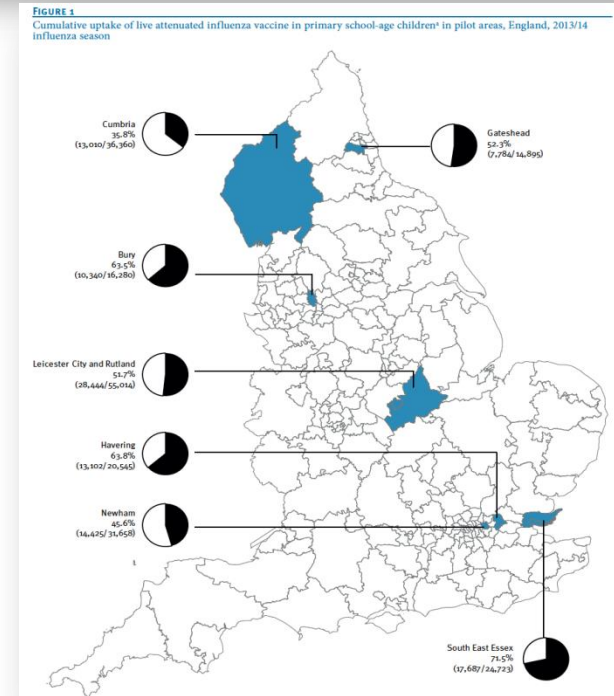 FIGURE 1
Cumulative uptake of live attenuated influenza vaccine in primary school-age childrenª in pilot areas, England, 2013/14
influenza season
Cumbria
35.8%
(13,010/36,360)
Gateshead
52.3%
(7,784/14,895)
Bury
63.5%
(10,340/16,280)
Leicester City and Rutland
51.7%
(28,444/55,014)
Havering
63.8%
(13,102/20,545)
Newham
45.6%
(14,425/31,658)
South East Essex
71.5%
(17,687/24,723)